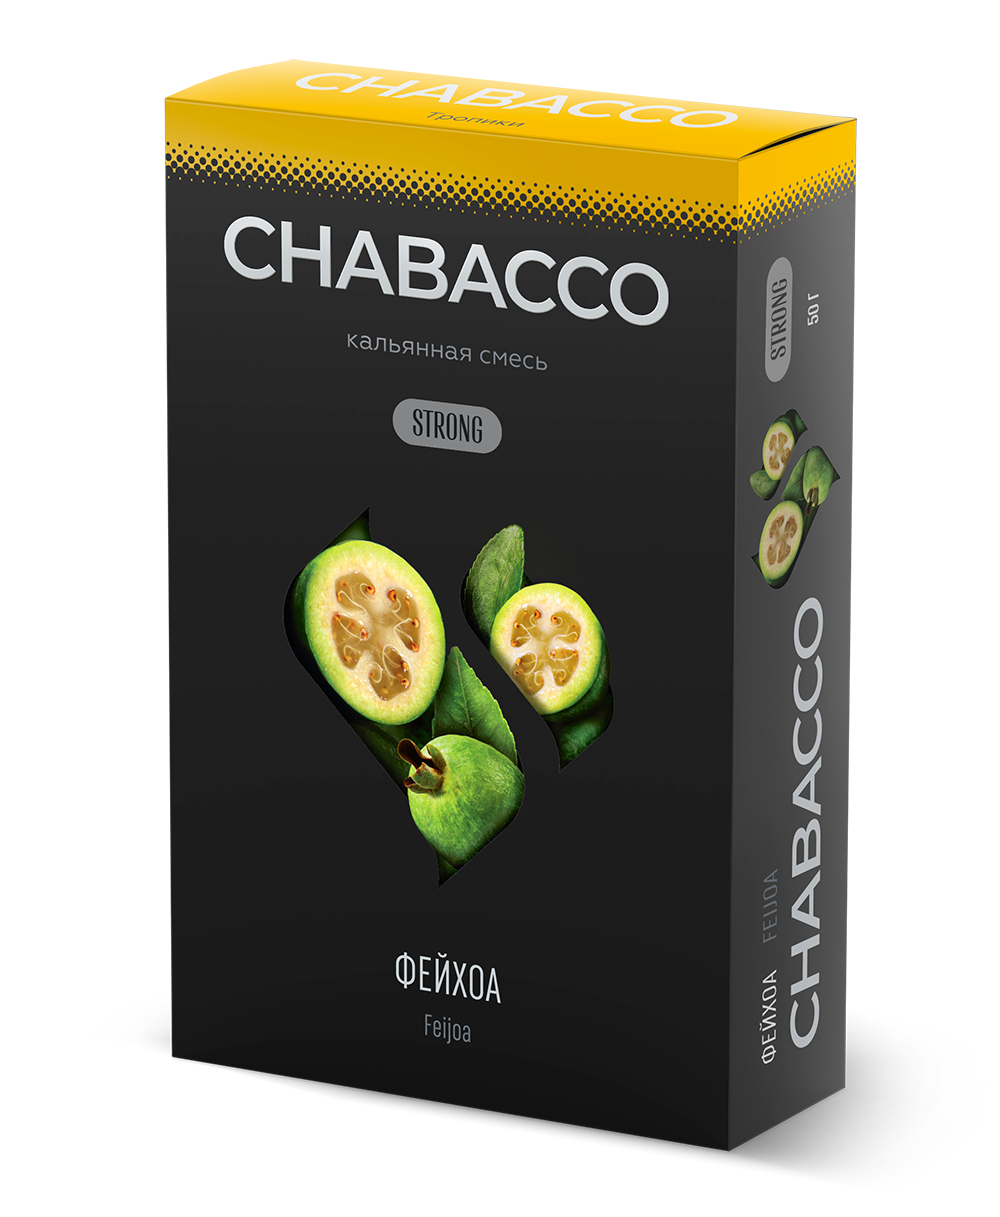 CHABACCO
Тропики
CHABACCO
кальянная смесь
STRONG
ФЕЙХОА
Feijoa
STRONG
50 Г
CHABACCO
ФЕЙХОА FEIJOA